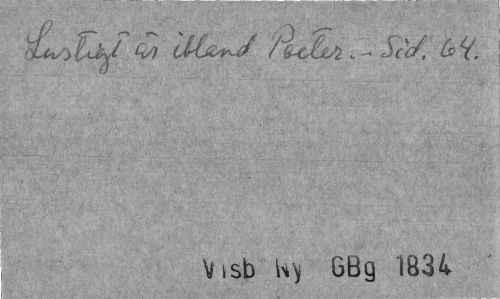 Lustigt är ibland Poeter. - Sid. 64.
Visb Ny GBg 1834